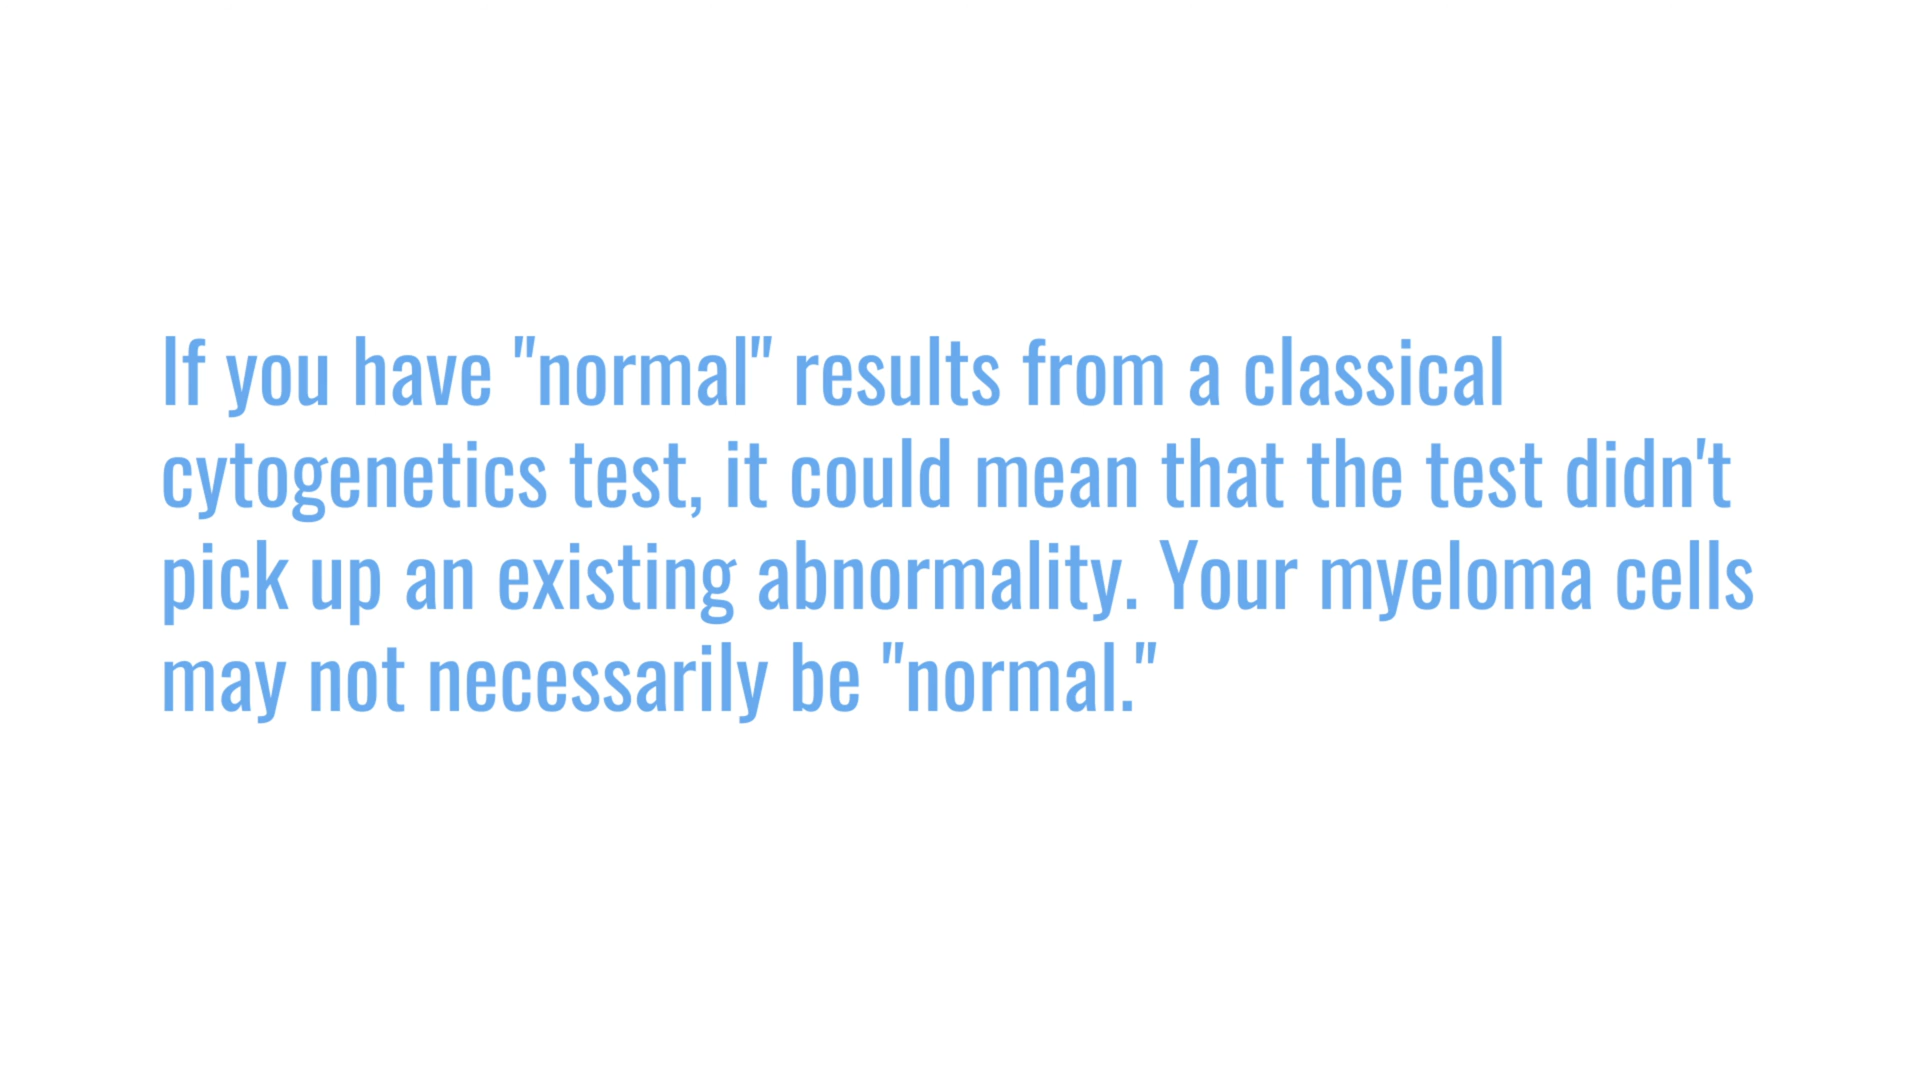 If you have "normal" results from a classical
cytogenetics test, it could mean that the test didn't
pick up an existing abnormality. Your myeloma cells
may not necessarily be "normal."